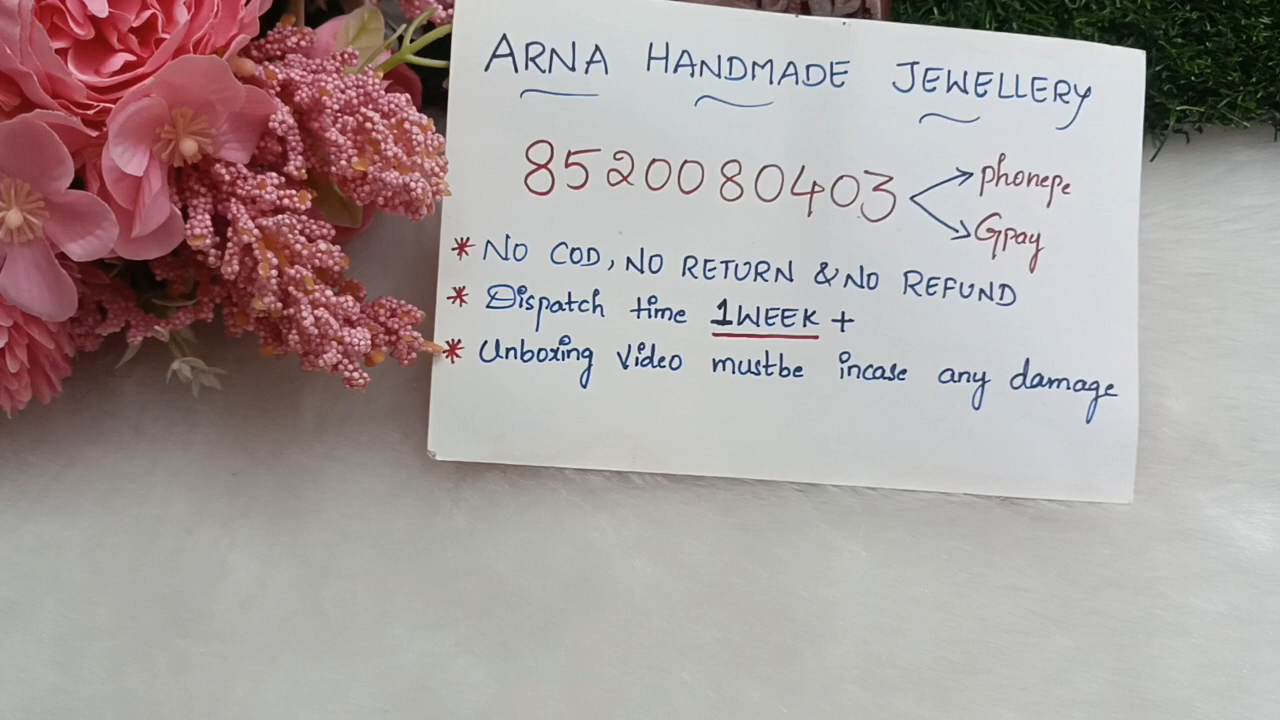 ARNA HANDMADE JEWELLERY
8520080403
phonepe
Gpay
* NO COD, NO RETURN & NO REFUND
* Dispatch time 1WEEK +
* Unboxing video mustbe incase any damage